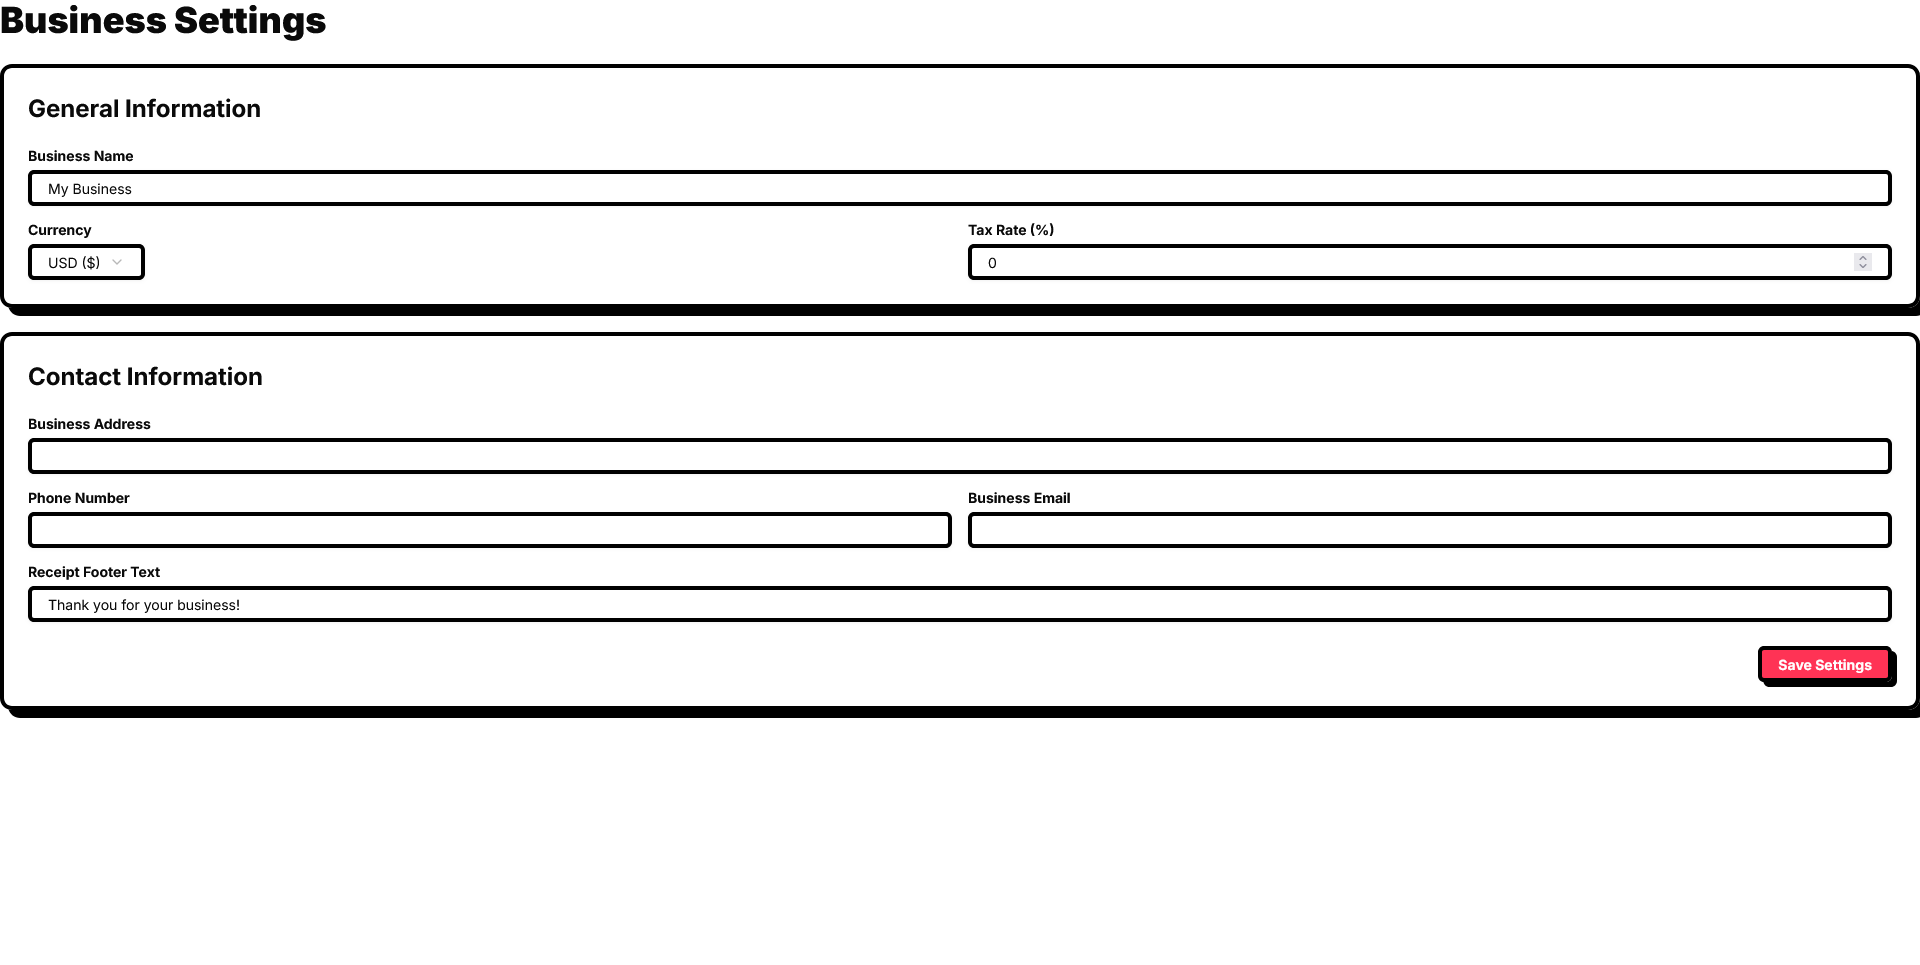 Business Settings
General Information
Business Name
My Business
Currency
Tax Rate (%)
USD ($)
0
Contact Information
Business Address
Phone Number
Business Email
Receipt Footer Text
Thank you for your business!
Save Settings